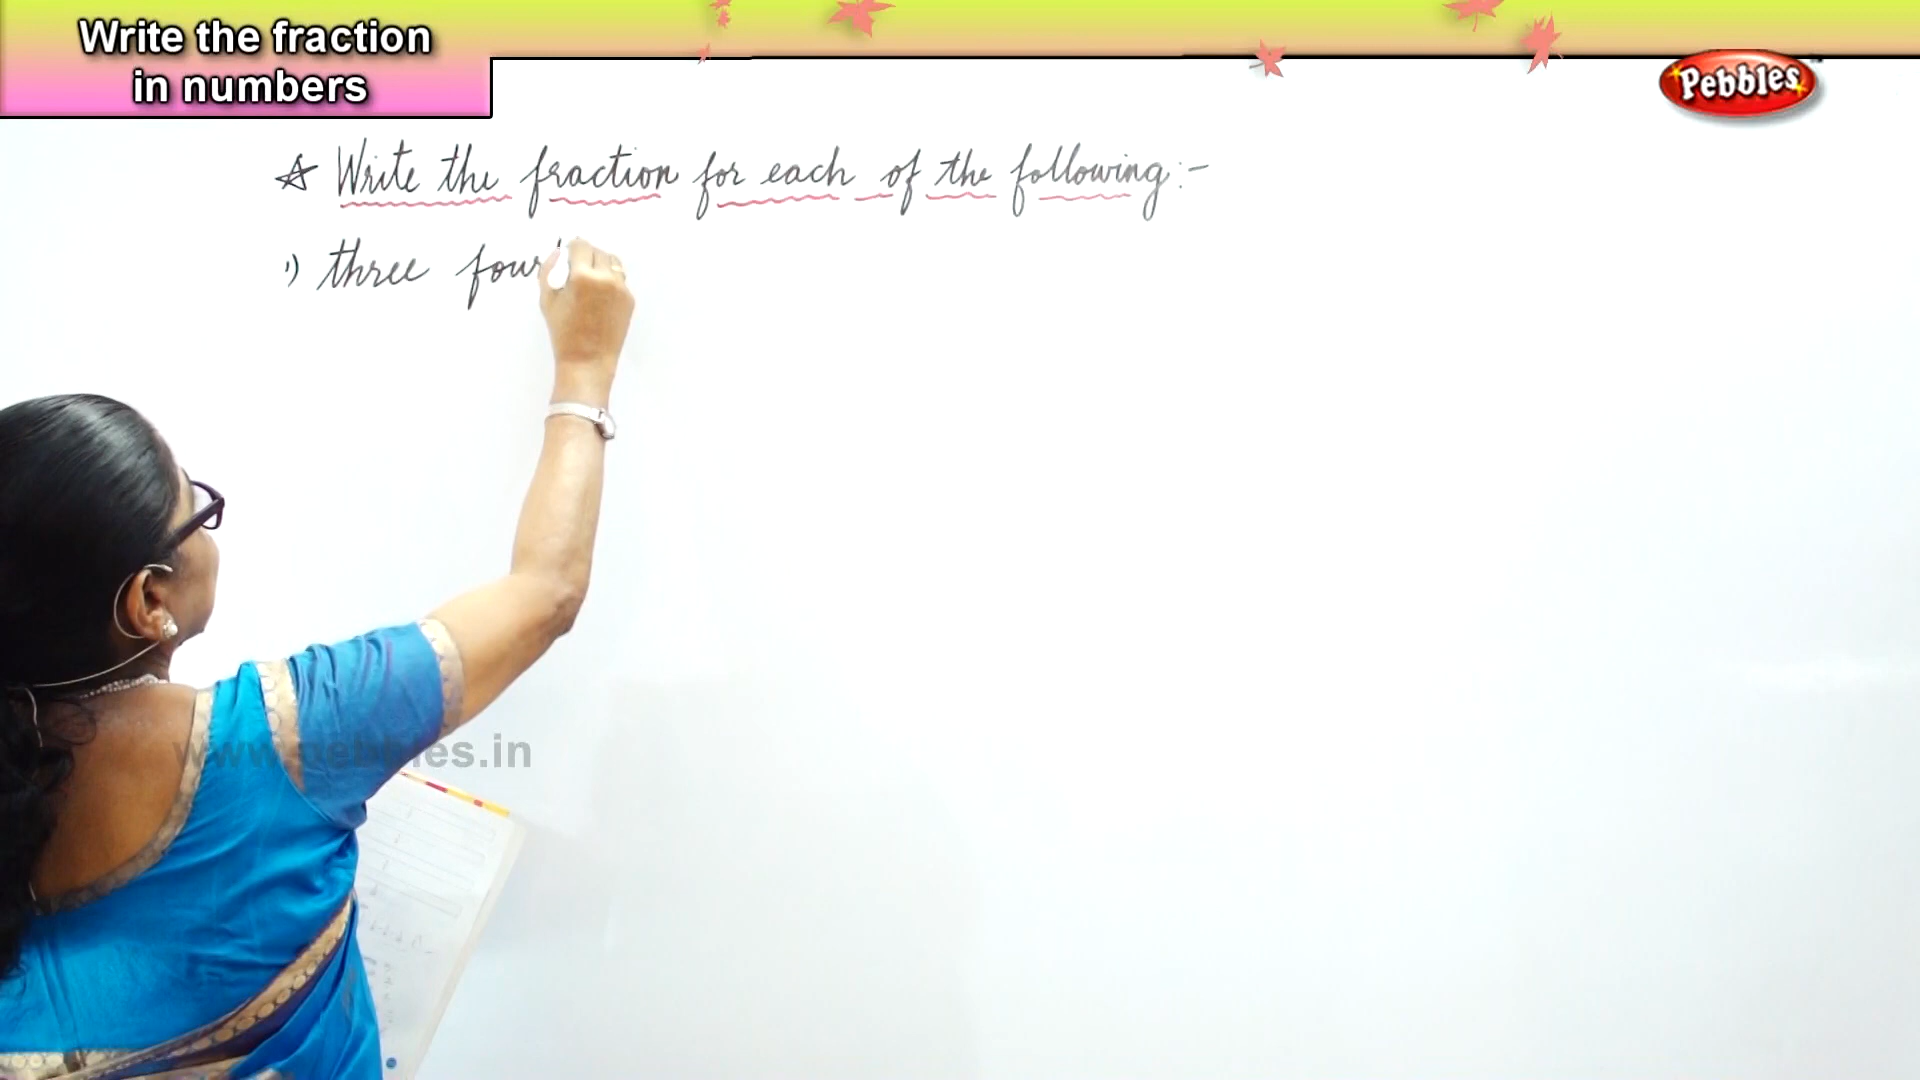 Write the fraction
in numbers
Pebbles
☆ Write the fraction for each of the following:-
1) three four
www.pebbles.in